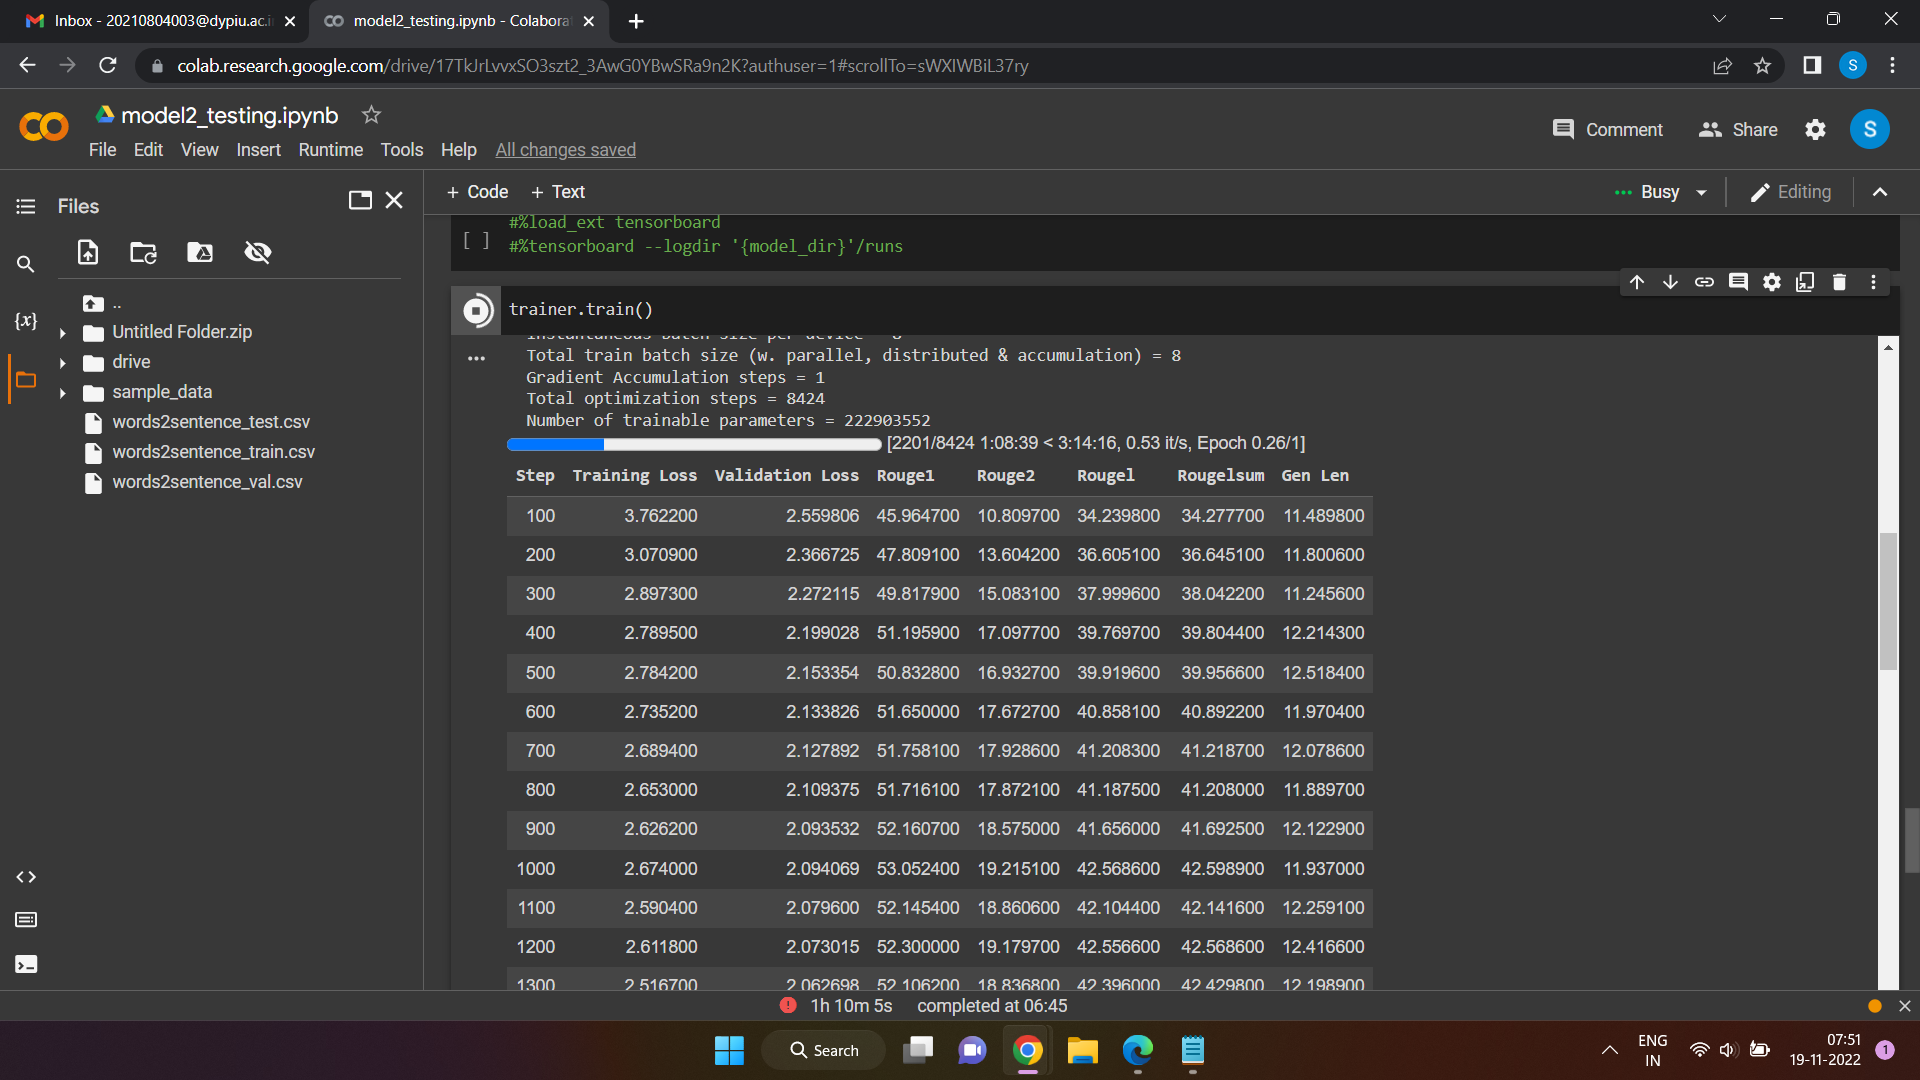 Inbox - 20210804003@dypiu.ac.i
model2_testing.ipynb - Colabora
colab.research.google.com/drive/17TkJrLvvxSO3szt2_3AwG0YBwSRa9n2K?authuser=1#scrollTo=sWXIWBiL37ry
S
model2_testing.ipynb
Comment
Share
S
File Edit View Insert Runtime Tools Help All changes saved
Files
+ Code + Text
Busy
Editing
..
Untitled Folder.zip
drive
sample_data
words2sentence_test.csv
words2sentence_train.csv
words2sentence_val.csv
{x}
#%load_ext tensorboard
[ ] #%tensorboard --logdir '{model_dir}'/runs
trainer.train()
Instantaneous batch size per device = 8
Total train batch size (w. parallel, distributed & accumulation) = 8
Gradient Accumulation steps = 1
Total optimization steps = 8424
Number of trainable parameters = 222903552
[2201/8424 1:08:39 < 3:14:16, 0.53 it/s, Epoch 0.26/1]
Step Training Loss Validation Loss Rouge1 Rouge2 Rougel Rougelsum Gen Len
100 3.762200 2.559806 45.964700 10.809700 34.239800 34.277700 11.489800
200 3.070900 2.366725 47.809100 13.604200 36.605100 36.645100 11.800600
300 2.897300 2.272115 49.817900 15.083100 37.999600 38.042200 11.245600
400 2.789500 2.199028 51.195900 17.097700 39.769700 39.804400 12.214300
500 2.784200 2.153354 50.832800 16.932700 39.919600 39.956600 12.518400
600 2.735200 2.133826 51.650000 17.672700 40.858100 40.892200 11.970400
700 2.689400 2.127892 51.758100 17.928600 41.208300 41.218700 12.078600
800 2.653000 2.109375 51.716100 17.872100 41.187500 41.208000 11.889700
900 2.626200 2.093532 52.160700 18.575000 41.656000 41.692500 12.122900
1000 2.674000 2.094069 53.052400 19.215100 42.568600 42.598900 11.937000
1100 2.590400 2.079600 52.145400 18.860600 42.104400 42.141600 12.259100
1200 2.611800 2.073015 52.300000 19.179700 42.556600 42.568600 12.416600
1300 2.516700 2.062698 52.106200 18.836800 42.396000 42.429800 12.198900
1h 10m 5s completed at 06:45
Search
ENG
IN
07:51
19-11-2022
1